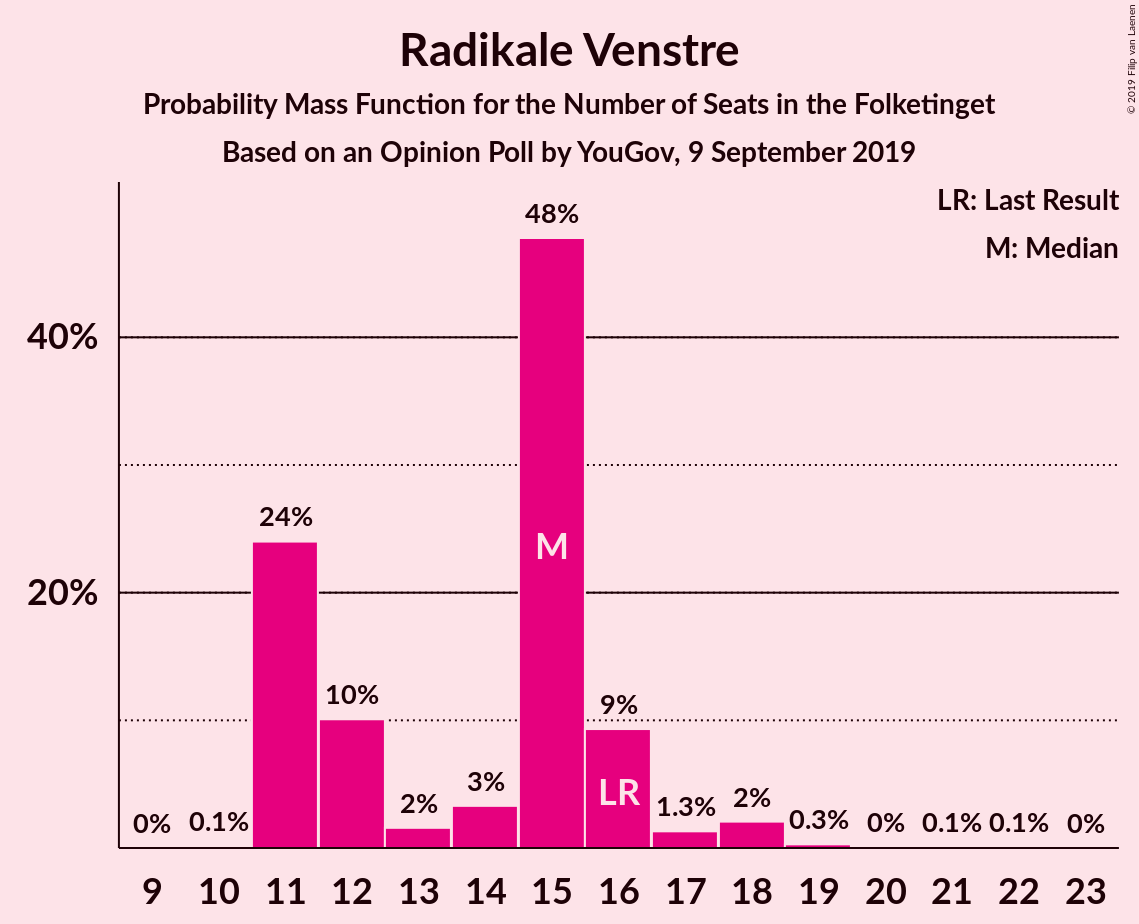 Radikale Venstre
Probability Mass Function for the Number of Seats in the Folketinget
Based on an Opinion Poll by YouGov, 9 September 2019
© 2019 Filip van Laenen
LR: Last Result
M: Median
40%
20%
0%
0.1%
24%
10%
2%
3%
48%
9%
1.3%
2%
0.3%
0%
0.1%
0.1%
0%
M
LR
9 10 11 12 13 14 15 16 17 18 19 20 21 22 23